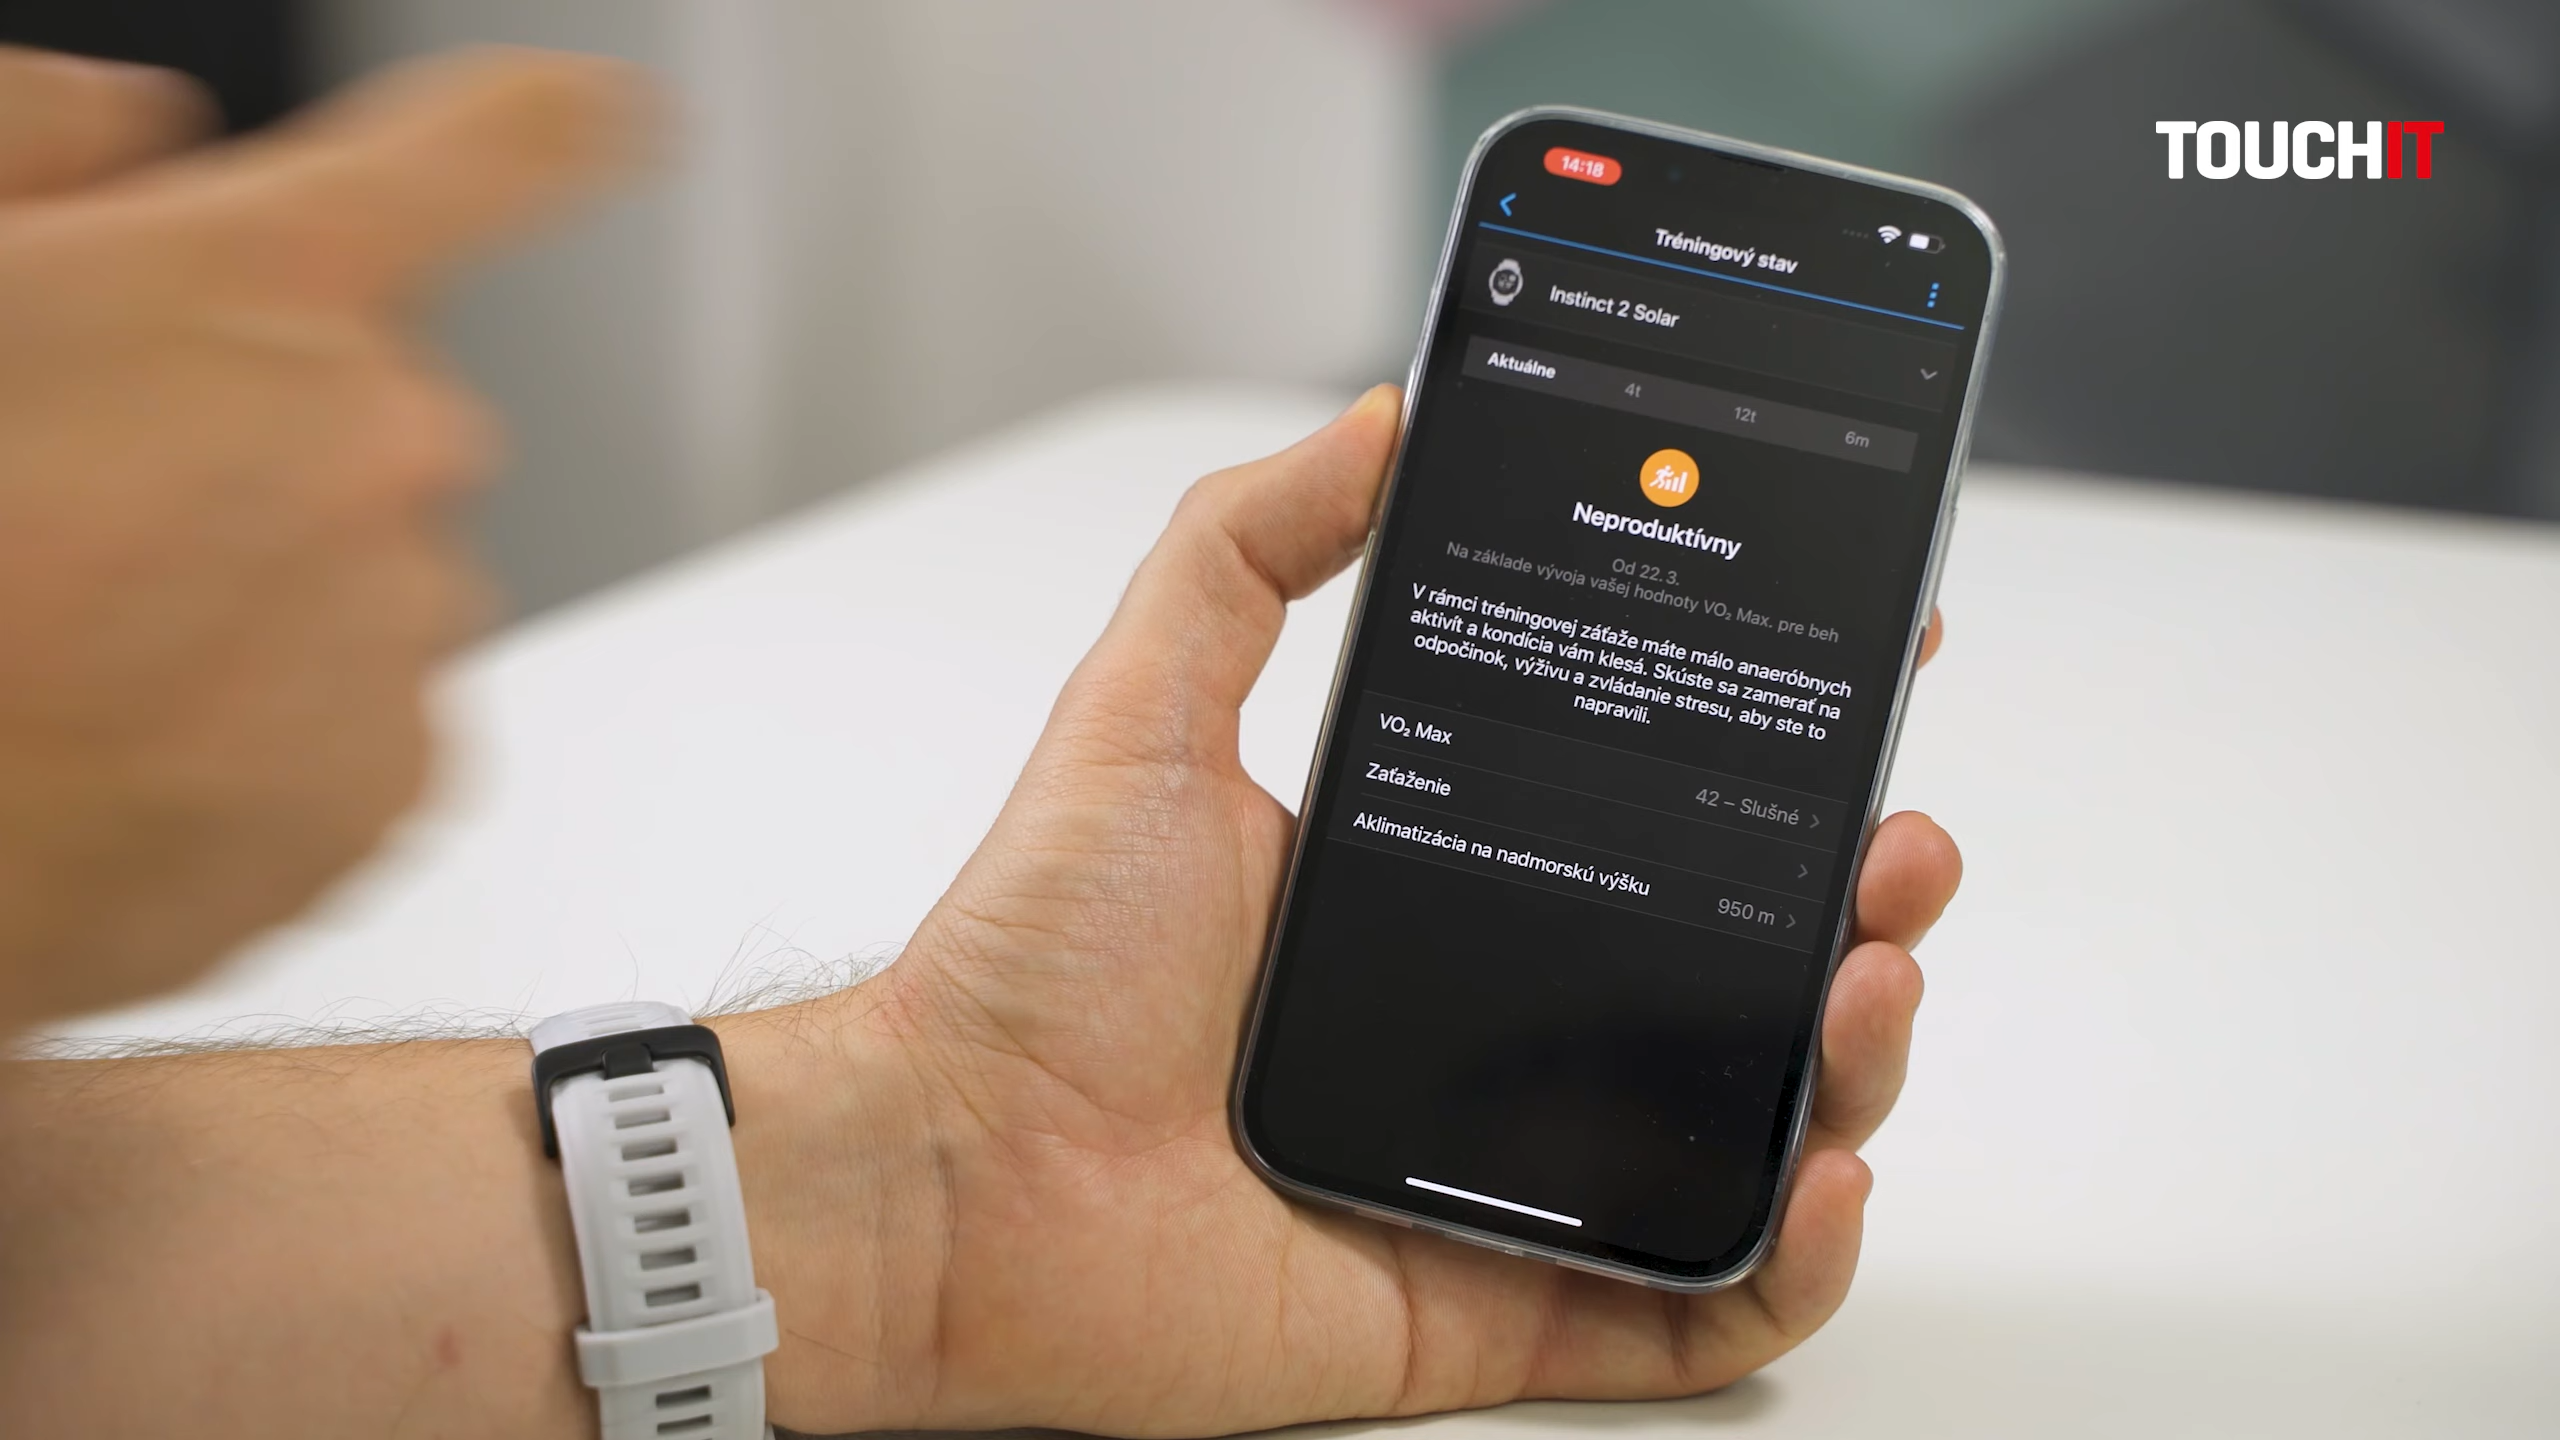 TOUCHIT
14:18
Tréningový stav
Instinct 2 Solar
Aktuálne 4t 12t 6m
Neproduktívny
Od 22. 3.
Na základe vývoja vašej hodnoty VO₂ Max. pre beh
V rámci tréningovej záťaže máte málo anaeróbnych
aktivít a kondícia vám klesá. Skúste sa zamerať na
odpočinok, výživu a zvládanie stresu, aby ste to
napravili.
VO₂ Max 42 – Slušné
Zaťaženie
Aklimatizácia na nadmorskú výšku 950 m